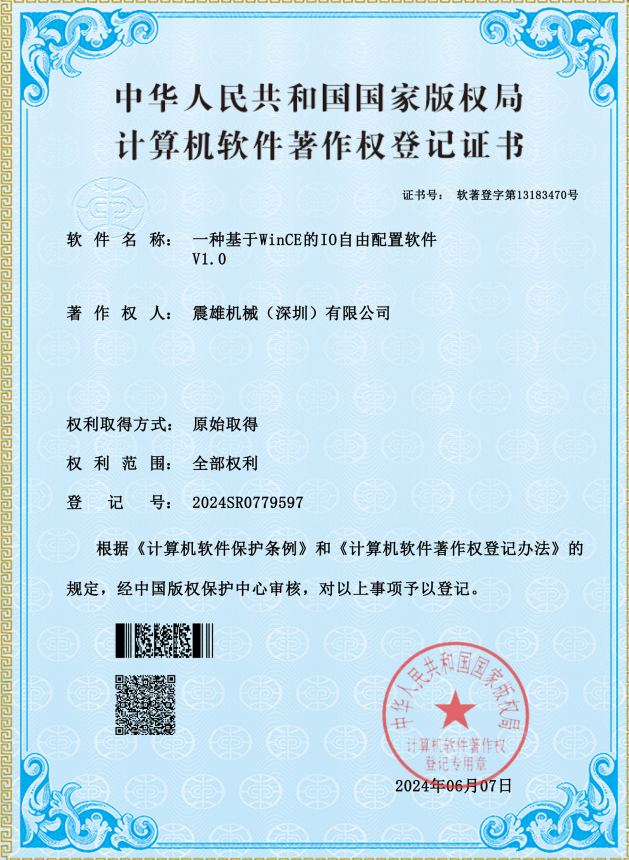 中华人民共和国国家版权局
计算机软件著作权登记证书
证书号： 软著登字第13183470号
软件名称： 一种基于WinCE的IO自由配置软件
V1.0
著作权人： 震雄机械（深圳）有限公司
权利取得方式： 原始取得
权利范围： 全部权利
登记号： 2024SR0779597
根据《计算机软件保护条例》和《计算机软件著作权登记办法》的
规定，经中国版权保护中心审核，对以上事项予以登记。
中华人民共和国国家版权局
计算机软件著作权
登记专用章
2024年06月07日